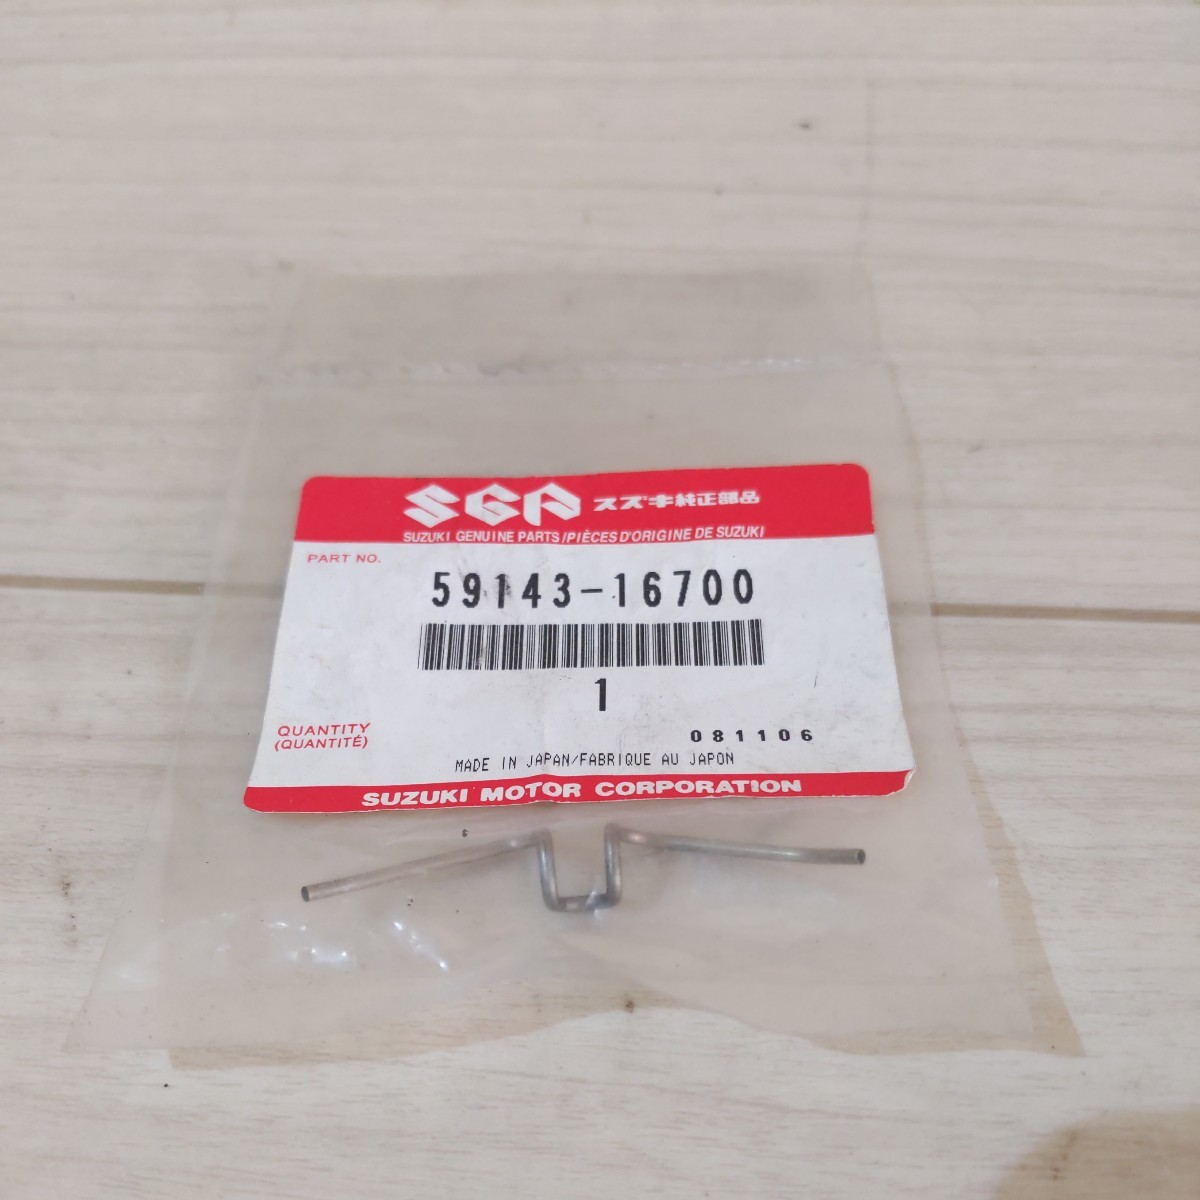 SGP スズキ純正部品
SUZUKI GENUINE PARTS/PIÈCES D'ORIGINE DE SUZUKI
PART NO.
59143-16700
1
QUANTITY
(QUANTITÉ)
081106
MADE IN JAPAN/FABRIQUE AU JAPON
SUZUKI MOTOR CORPORATION